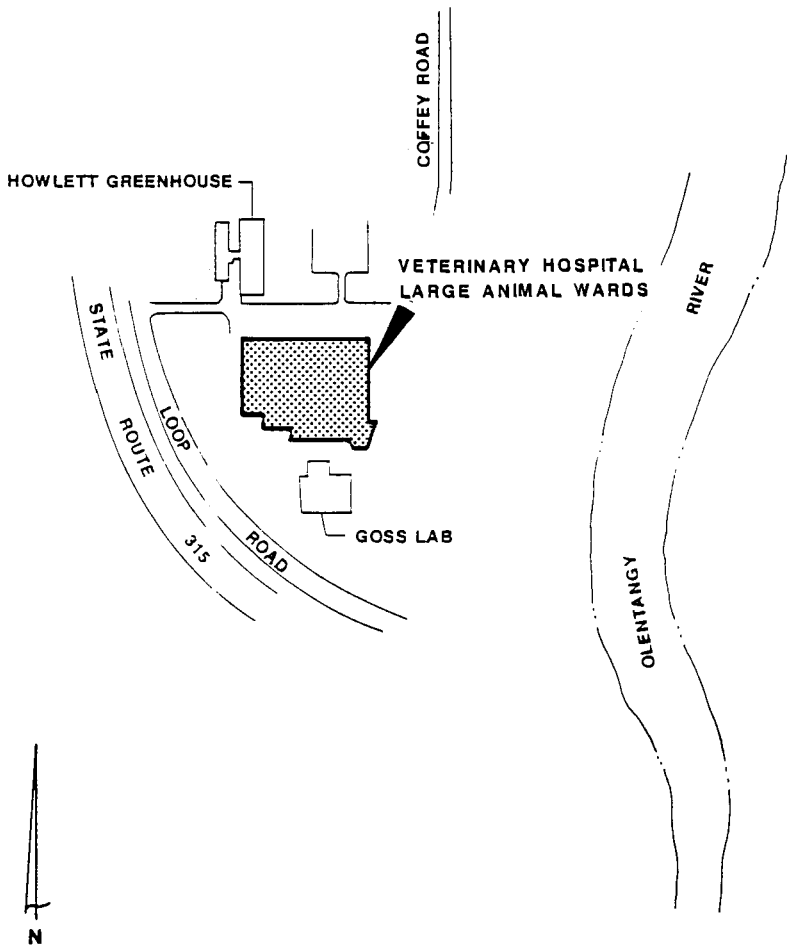 COFFEY ROAD
HOWLETT GREENHOUSE
VETERINARY HOSPITAL
LARGE ANIMAL WARDS
RIVER
STATE
ROUTE
315
LOOP
ROAD
GOSS LAB
OLENTANGY
N